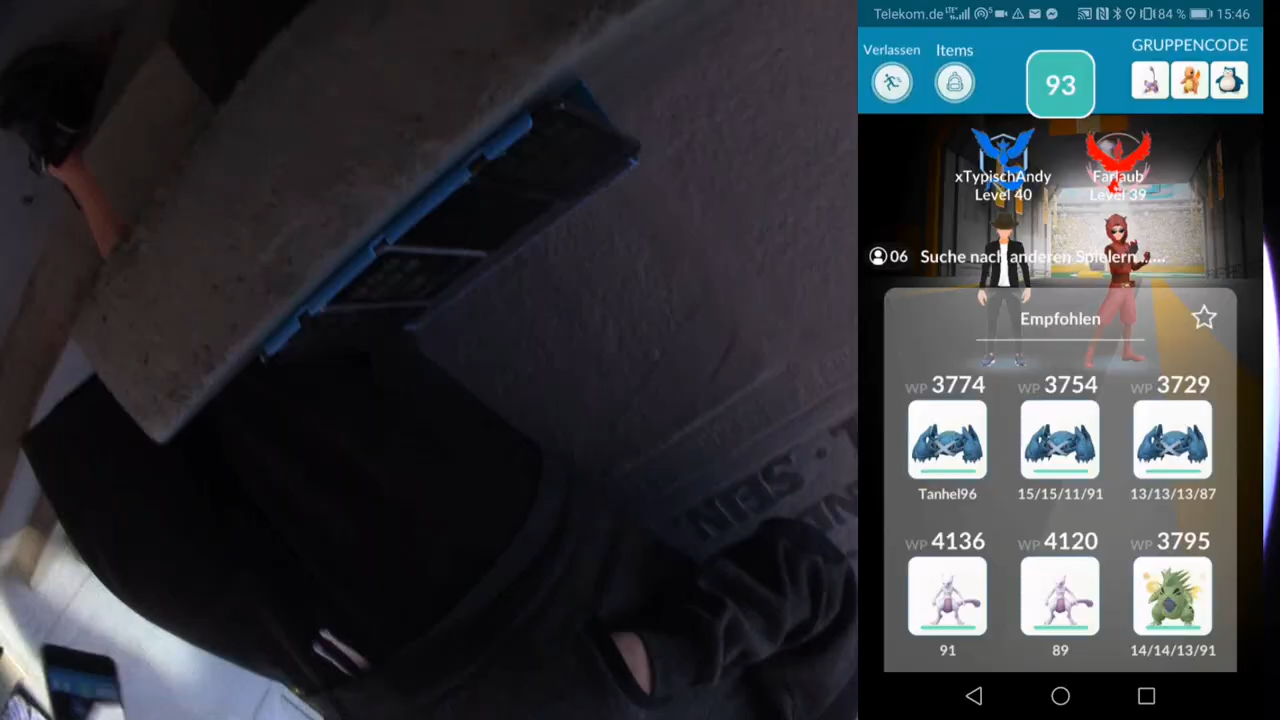 Telekom.de 84 % 15:46
Verlassen Items GRUPPENCODE
93
xTypischAndy Farlaub
Level 40 Level 39
06 Suche nach anderen Spielern ......
Empfohlen
WP 3774 WP 3754 WP 3729
Tanhel96 15/15/11/91 13/13/13/87
WP 4136 WP 4120 WP 3795
91 89 14/14/13/91
SEIN